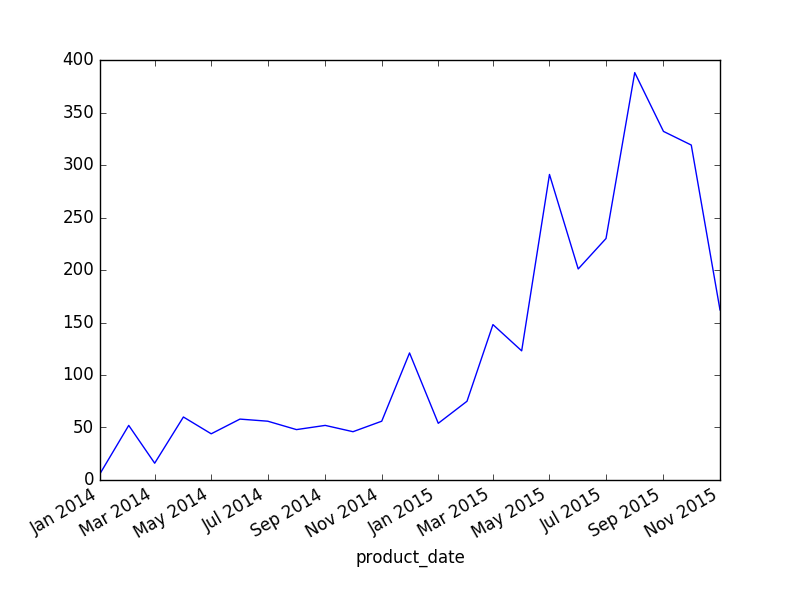 400
350
300
250
200
150
100
50
0
Jan 2014
Mar 2014
May 2014
Jul 2014
Sep 2014
Nov 2014
Jan 2015
Mar 2015
May 2015
Jul 2015
Sep 2015
Nov 2015
product_date